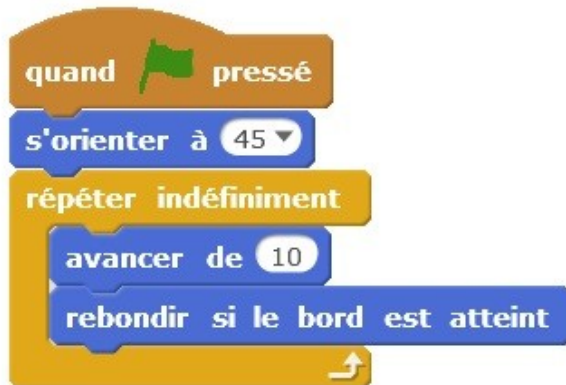 quand pressé
s'orienter à 45
répéter indéfiniment
avancer de 10
rebondir si le bord est atteint